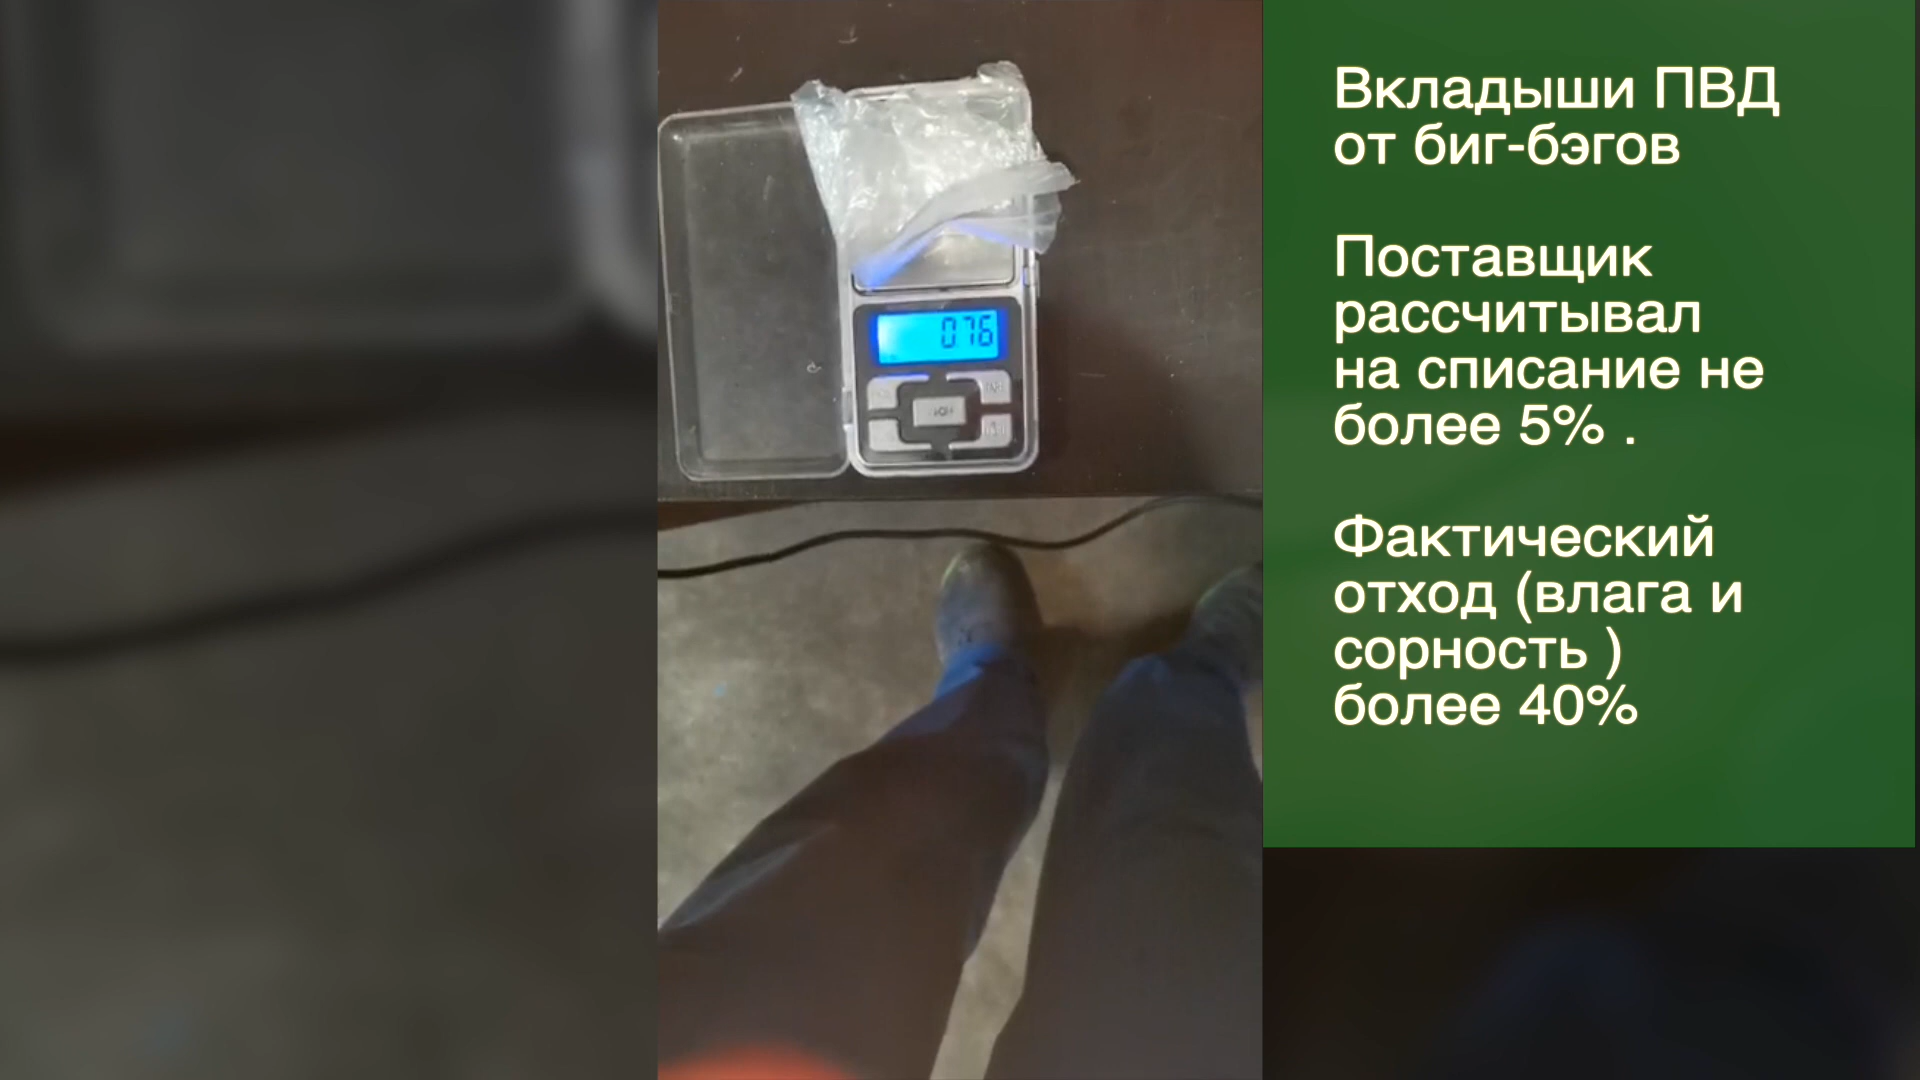 Вкладыши ПВД
от биг-бэгов
Поставщик
рассчитывал
на списание не
более 5% .
Фактический
отход (влага и
сорность )
более 40%
076